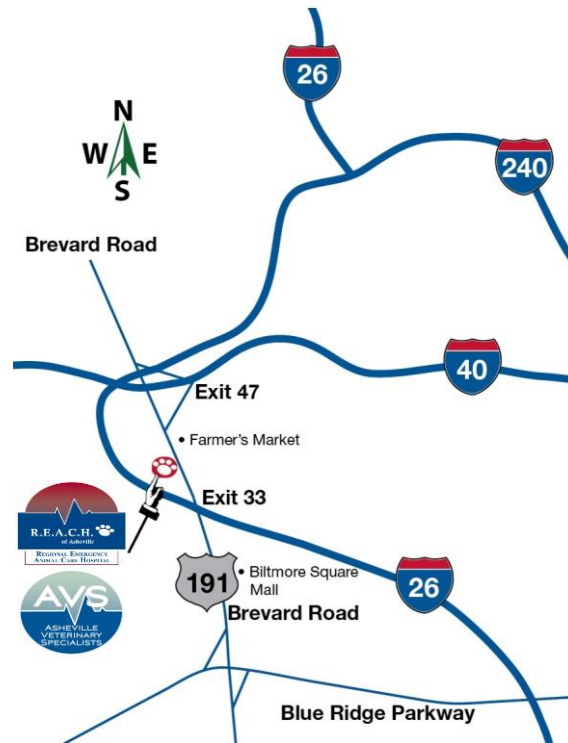 26
N
W E
S
240
Brevard Road
40
Exit 47
• Farmer's Market
Exit 33
R.E.A.C.H.
of Asheville
REGIONAL EMERGENCY
ANIMAL CARE HOSPITAL
191
• Biltmore Square
Mall
26
AVS
ASHEVILLE
VETERINARY
SPECIALISTS
Brevard Road
Blue Ridge Parkway